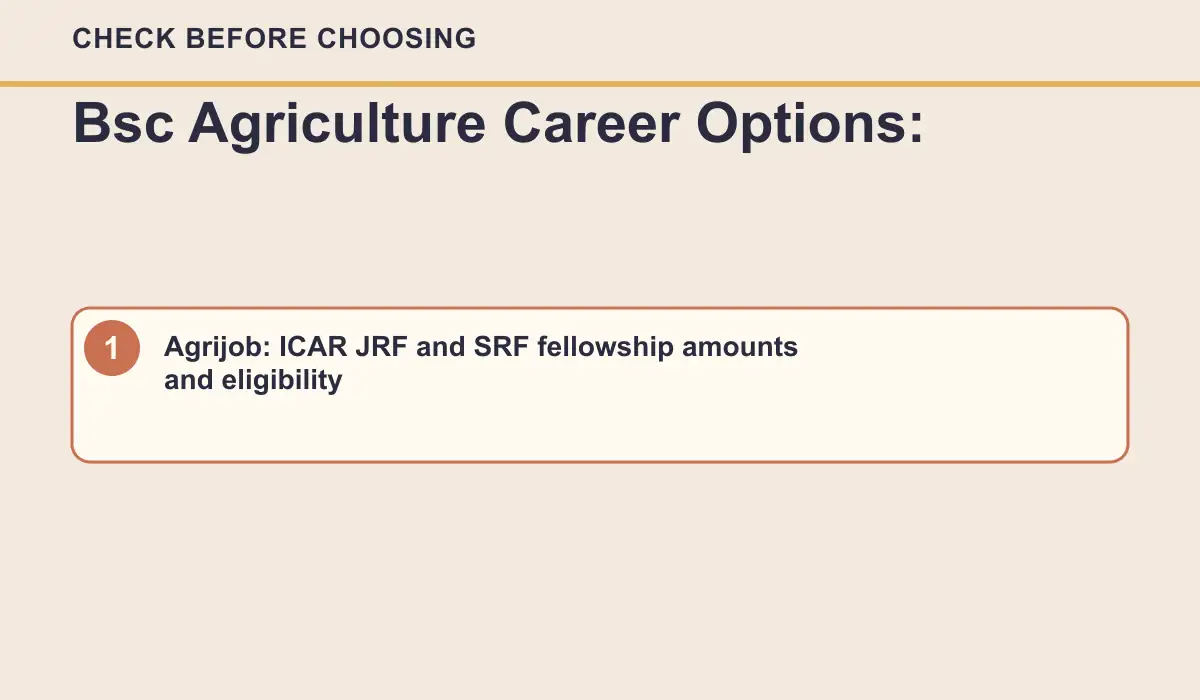 CHECK BEFORE CHOOSING
Bsc Agriculture Career Options:
1
Agrijob: ICAR JRF and SRF fellowship amounts
and eligibility